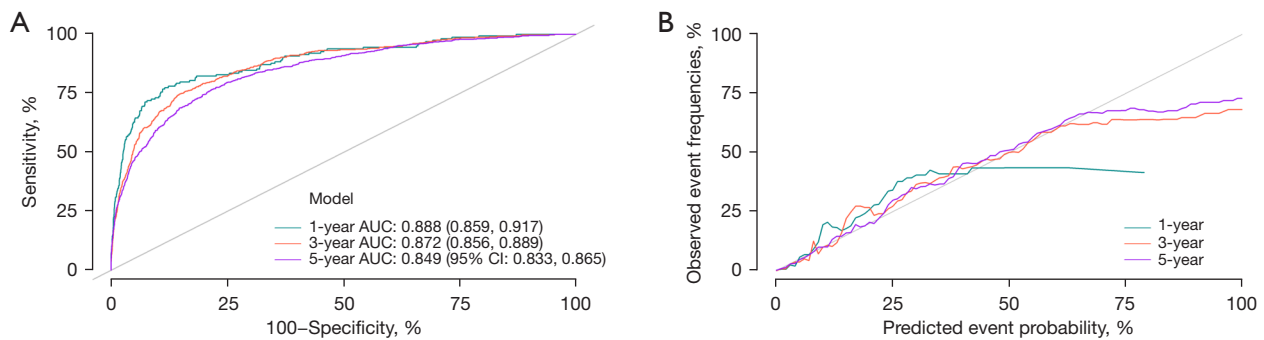 A
Sensitivity, %
100
75
50
25
0
Model
1-year AUC: 0.888 (0.859, 0.917)
3-year AUC: 0.872 (0.856, 0.889)
5-year AUC: 0.849 (95% CI: 0.833, 0.865)
0 25 50 75 100
100–Specificity, %
B
Observed event frequencies, %
100
75
50
25
0
1-year
3-year
5-year
0 25 50 75 100
Predicted event probability, %